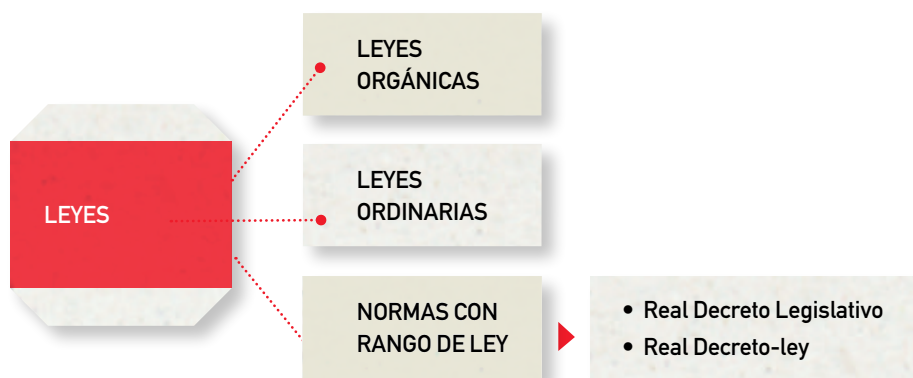 LEYES
LEYES
ORGÁNICAS
LEYES
ORDINARIAS
NORMAS CON
RANGO DE LEY
• Real Decreto Legislativo
• Real Decreto-ley